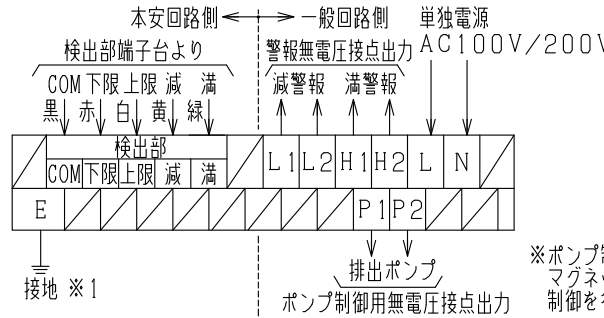 本安回路側 一般回路側 単独電源
検出部端子台より 警報無電圧接点出力 AC100V/200V
COM 下限 上限 減 満 減警報 満警報
黒 赤 白 黄 緑
検出部 L1 L2 H1 H2 L N
COM 下限 上限 減 満
E P1 P2
接地 ※1 排出ポンプ
ポンプ制御用無電圧接点出力
※ポンプ制
マグネッ
制御を